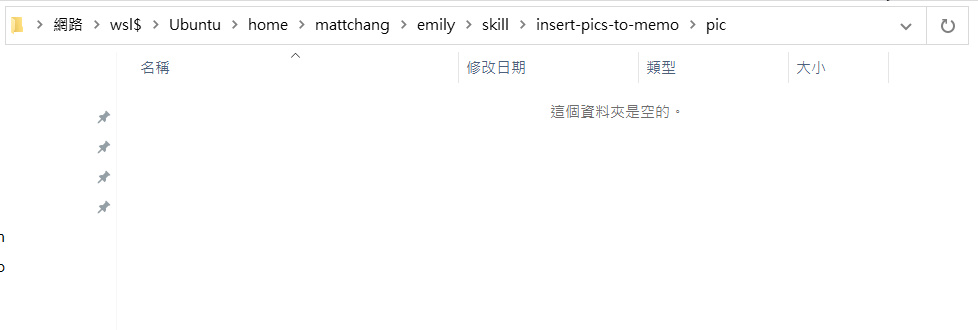 網路 > wsl$ > Ubuntu > home > mattchang > emily > skill > insert-pics-to-memo > pic
名稱 修改日期 類型 大小
這個資料夾是空的。